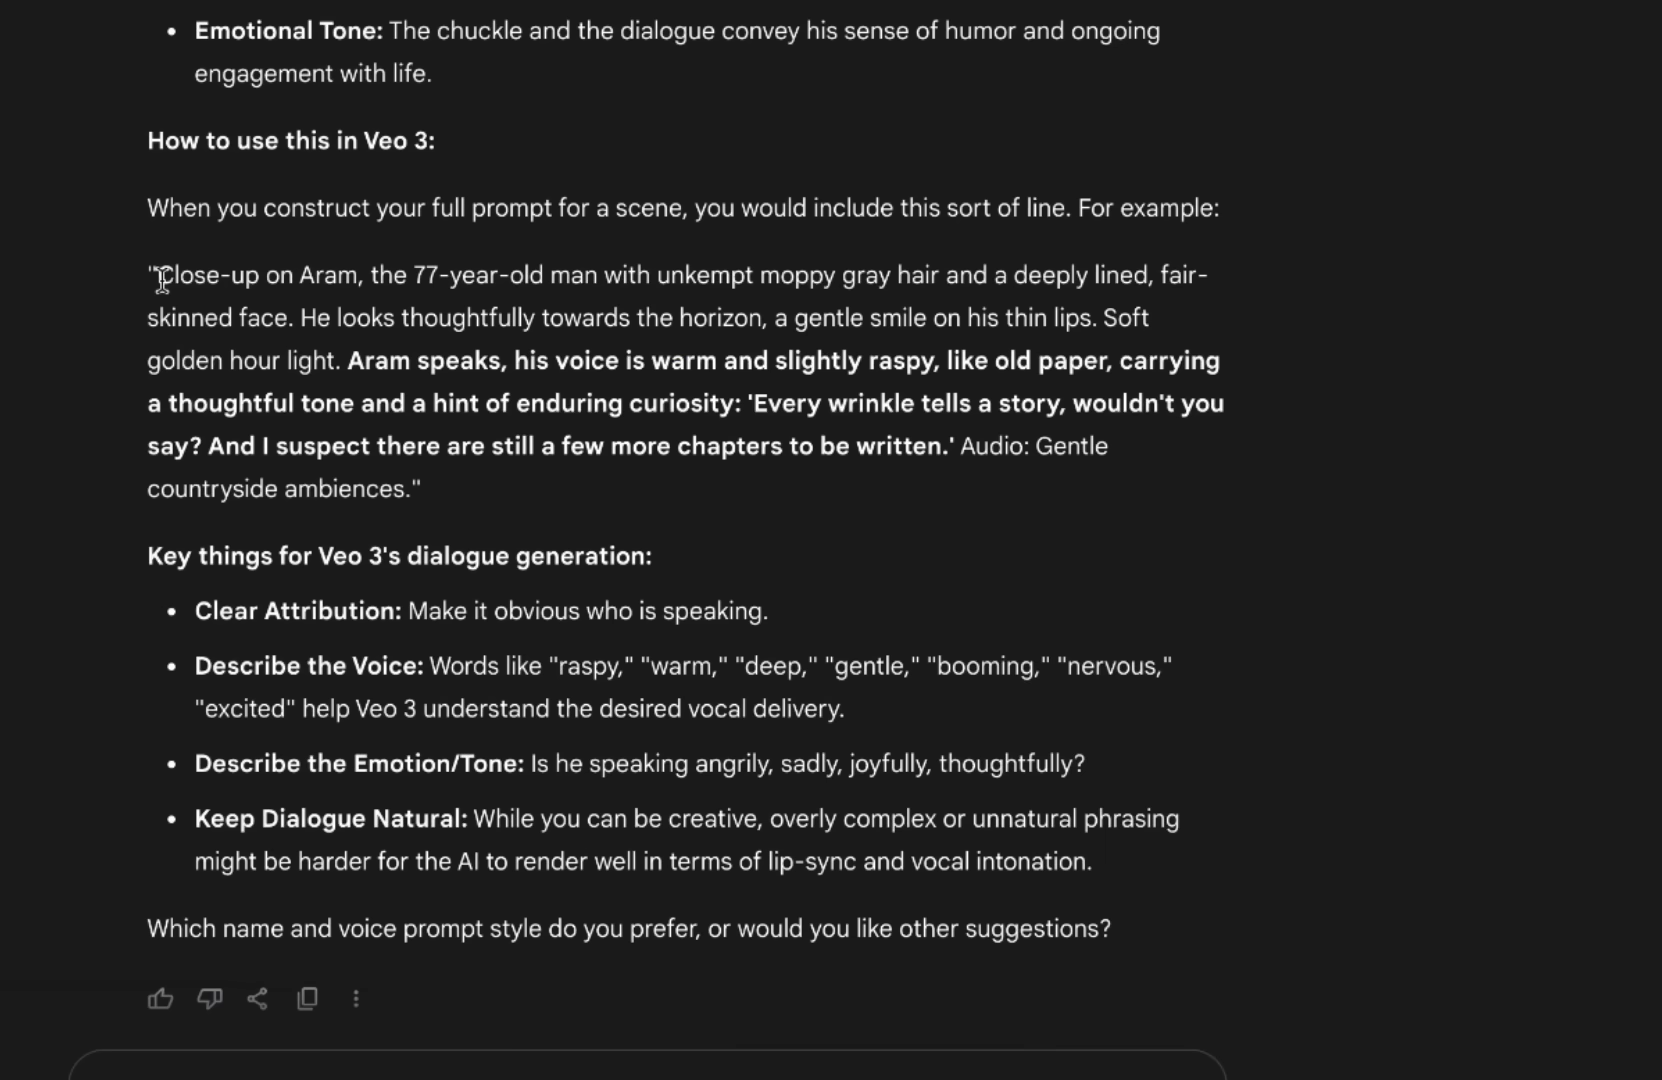 • Emotional Tone: The chuckle and the dialogue convey his sense of humor and ongoing
engagement with life.
How to use this in Veo 3:
When you construct your full prompt for a scene, you would include this sort of line. For example:
"Close-up on Aram, the 77-year-old man with unkempt moppy gray hair and a deeply lined, fair-
skinned face. He looks thoughtfully towards the horizon, a gentle smile on his thin lips. Soft
golden hour light. Aram speaks, his voice is warm and slightly raspy, like old paper, carrying
a thoughtful tone and a hint of enduring curiosity: 'Every wrinkle tells a story, wouldn't you
say? And I suspect there are still a few more chapters to be written.' Audio: Gentle
countryside ambiences."
Key things for Veo 3's dialogue generation:
• Clear Attribution: Make it obvious who is speaking.
• Describe the Voice: Words like "raspy," "warm," "deep," "gentle," "booming," "nervous,"
"excited" help Veo 3 understand the desired vocal delivery.
• Describe the Emotion/Tone: Is he speaking angrily, sadly, joyfully, thoughtfully?
• Keep Dialogue Natural: While you can be creative, overly complex or unnatural phrasing
might be harder for the AI to render well in terms of lip-sync and vocal intonation.
Which name and voice prompt style do you prefer, or would you like other suggestions?